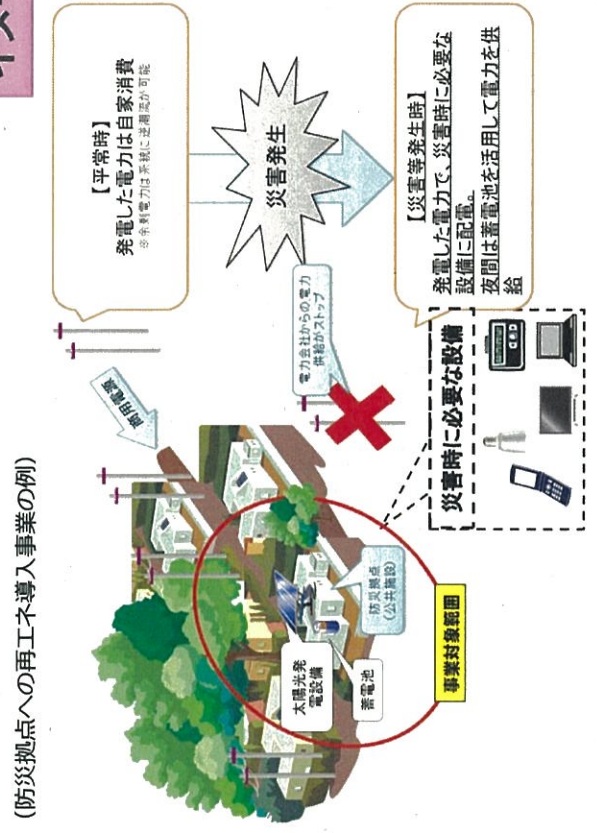 (防災拠点への再エネ導入事業の例)
商用電源
【平常時】
発電した電力は自家消費
※余剰電力は系統に逆潮流が可能
災害発生
電力会社からの電力
供給がストップ
【災害等発生時】
発電した電力で、災害時に必要な
設備に配電。
夜間は蓄電池を活用して電力を供
給
太陽光発
電設備
蓄電池
防災拠点
(公共施設)
事業対象範囲
災害時に必要な設備